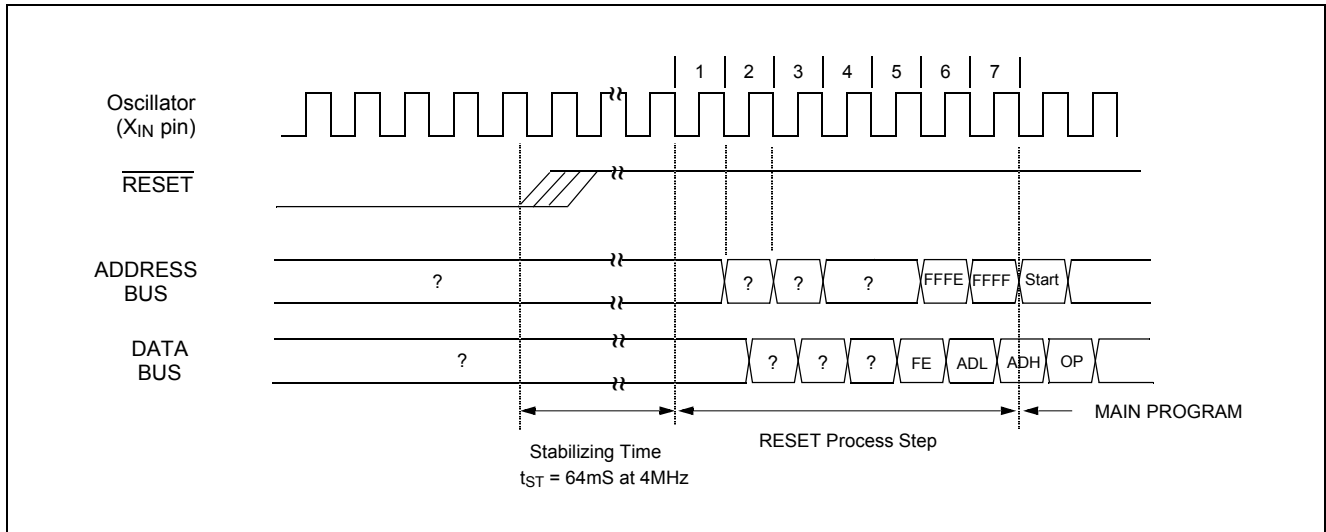 1 2 3 4 5 6 7
Oscillator
(XIN pin)
RESET
ADDRESS
BUS
? ? ? ? FFFE FFFF Start
DATA
BUS
? ? ? ? FE ADL ADH OP
MAIN PROGRAM
Stabilizing Time
tST = 64mS at 4MHz
RESET Process Step